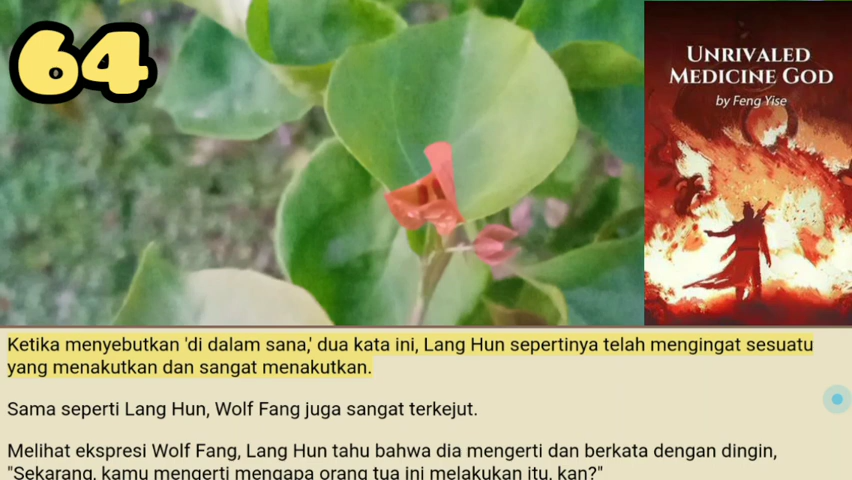 64
UNRIVALED
MEDICINE GOD
by Feng Yise
Ketika menyebutkan 'di dalam sana,' dua kata ini, Lang Hun sepertinya telah mengingat sesuatu
yang menakutkan dan sangat menakutkan.
Sama seperti Lang Hun, Wolf Fang juga sangat terkejut.
Melihat ekspresi Wolf Fang, Lang Hun tahu bahwa dia mengerti dan berkata dengan dingin,
"Sekarang, kamu mengerti mengapa orang tua ini melakukan itu, kan?"